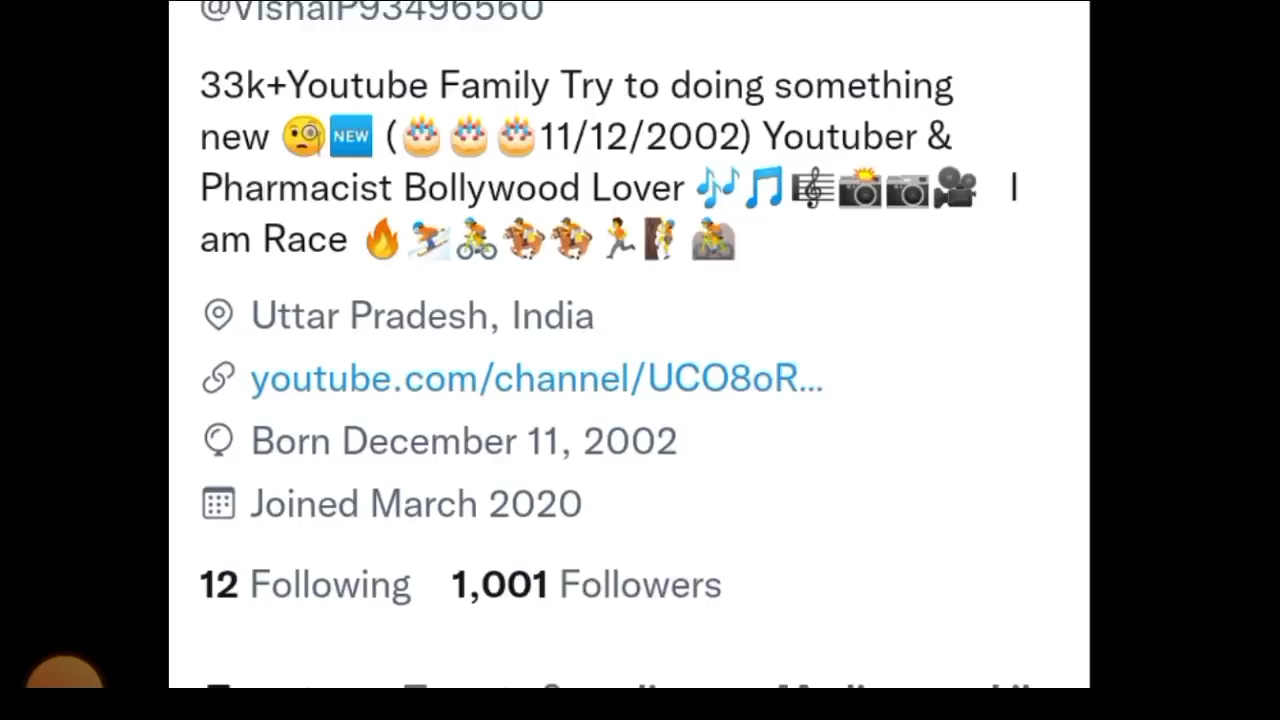 @VishalP93496560
33k+Youtube Family Try to doing something
new 🧐🆕 (🎂🎂🎂11/12/2002) Youtuber &
Pharmacist Bollywood Lover 🎶🎵🎼📸📷🎥 I
am Race 🔥⛷🚴🏇🏇🏃🧗🚵
Uttar Pradesh, India
youtube.com/channel/UCO8oR...
Born December 11, 2002
Joined March 2020
12 Following 1,001 Followers